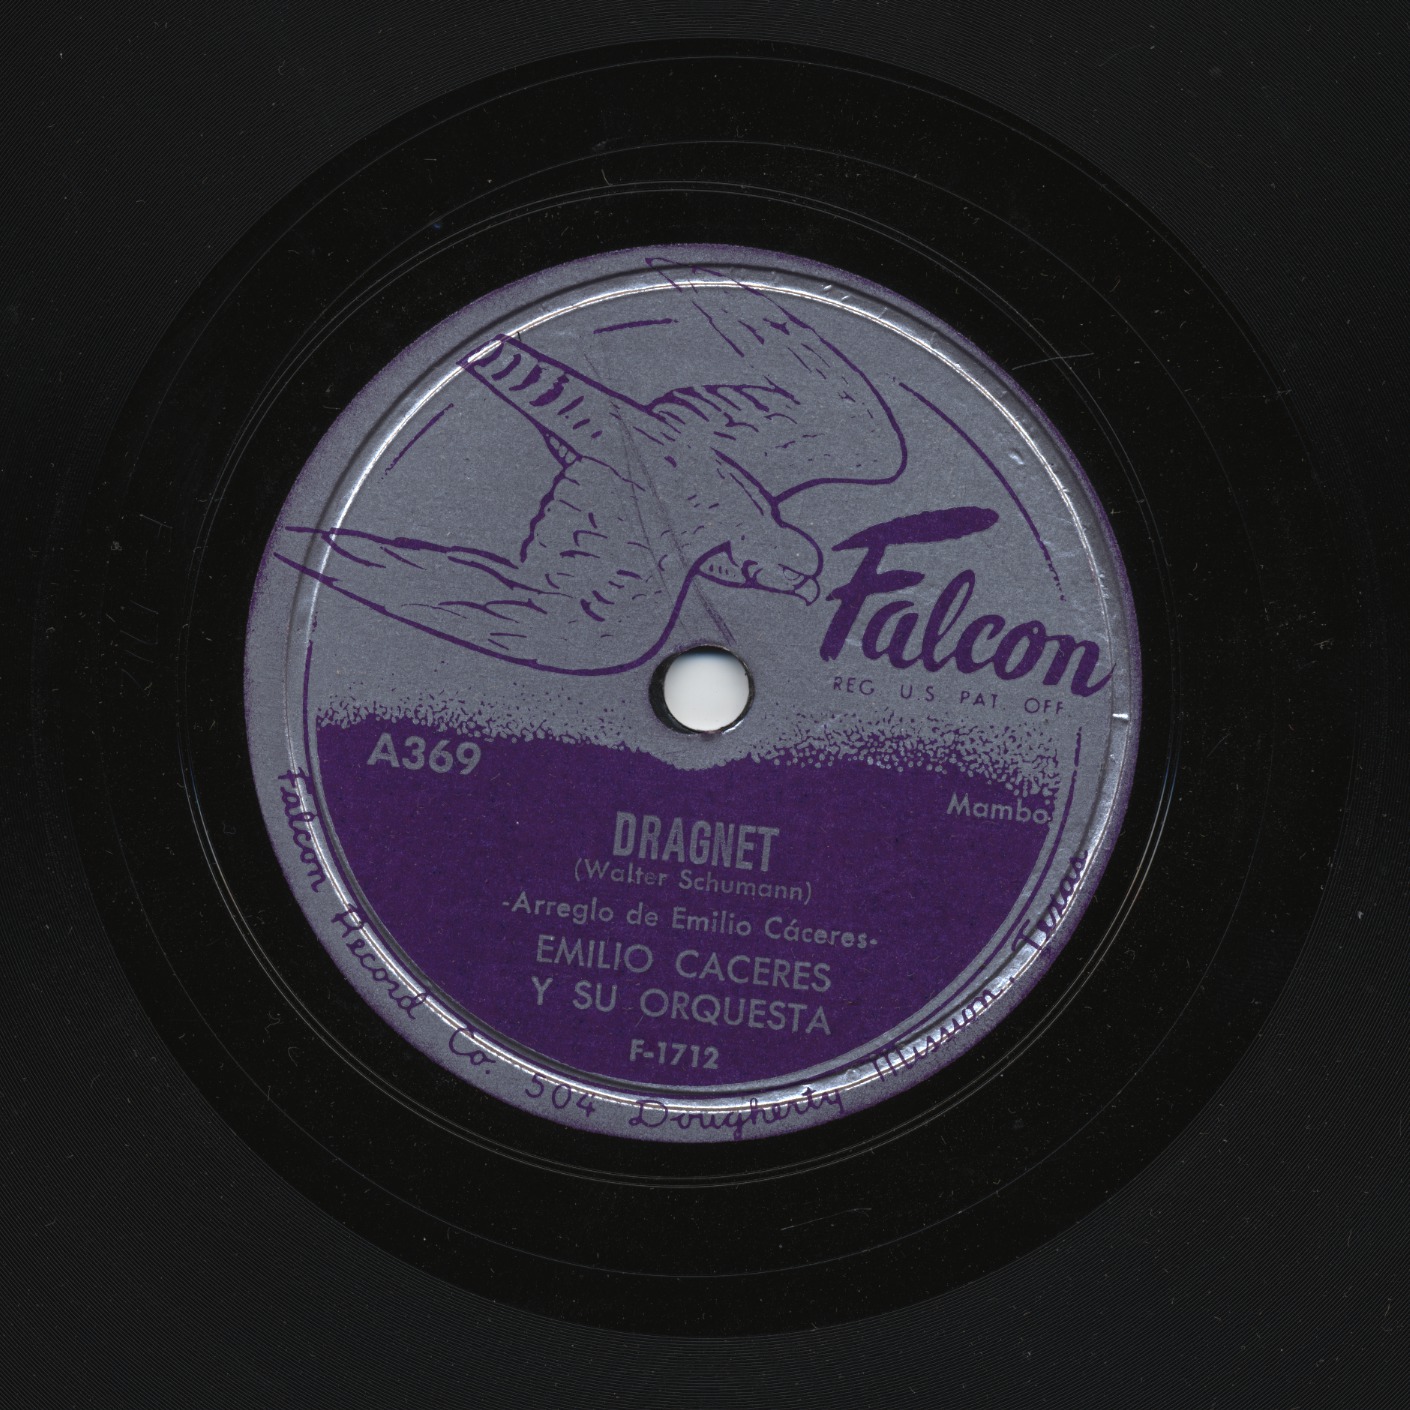 Falcon
REG U S PAT. OFF
A369
Mambo
DRAGNET
(Walter Schumann)
-Arreglo de Emilio Cáceres-
EMILIO CACERES
Y SU ORQUESTA
F-1712
Falcon Record Co. 504 Dougherty Mission, Texas